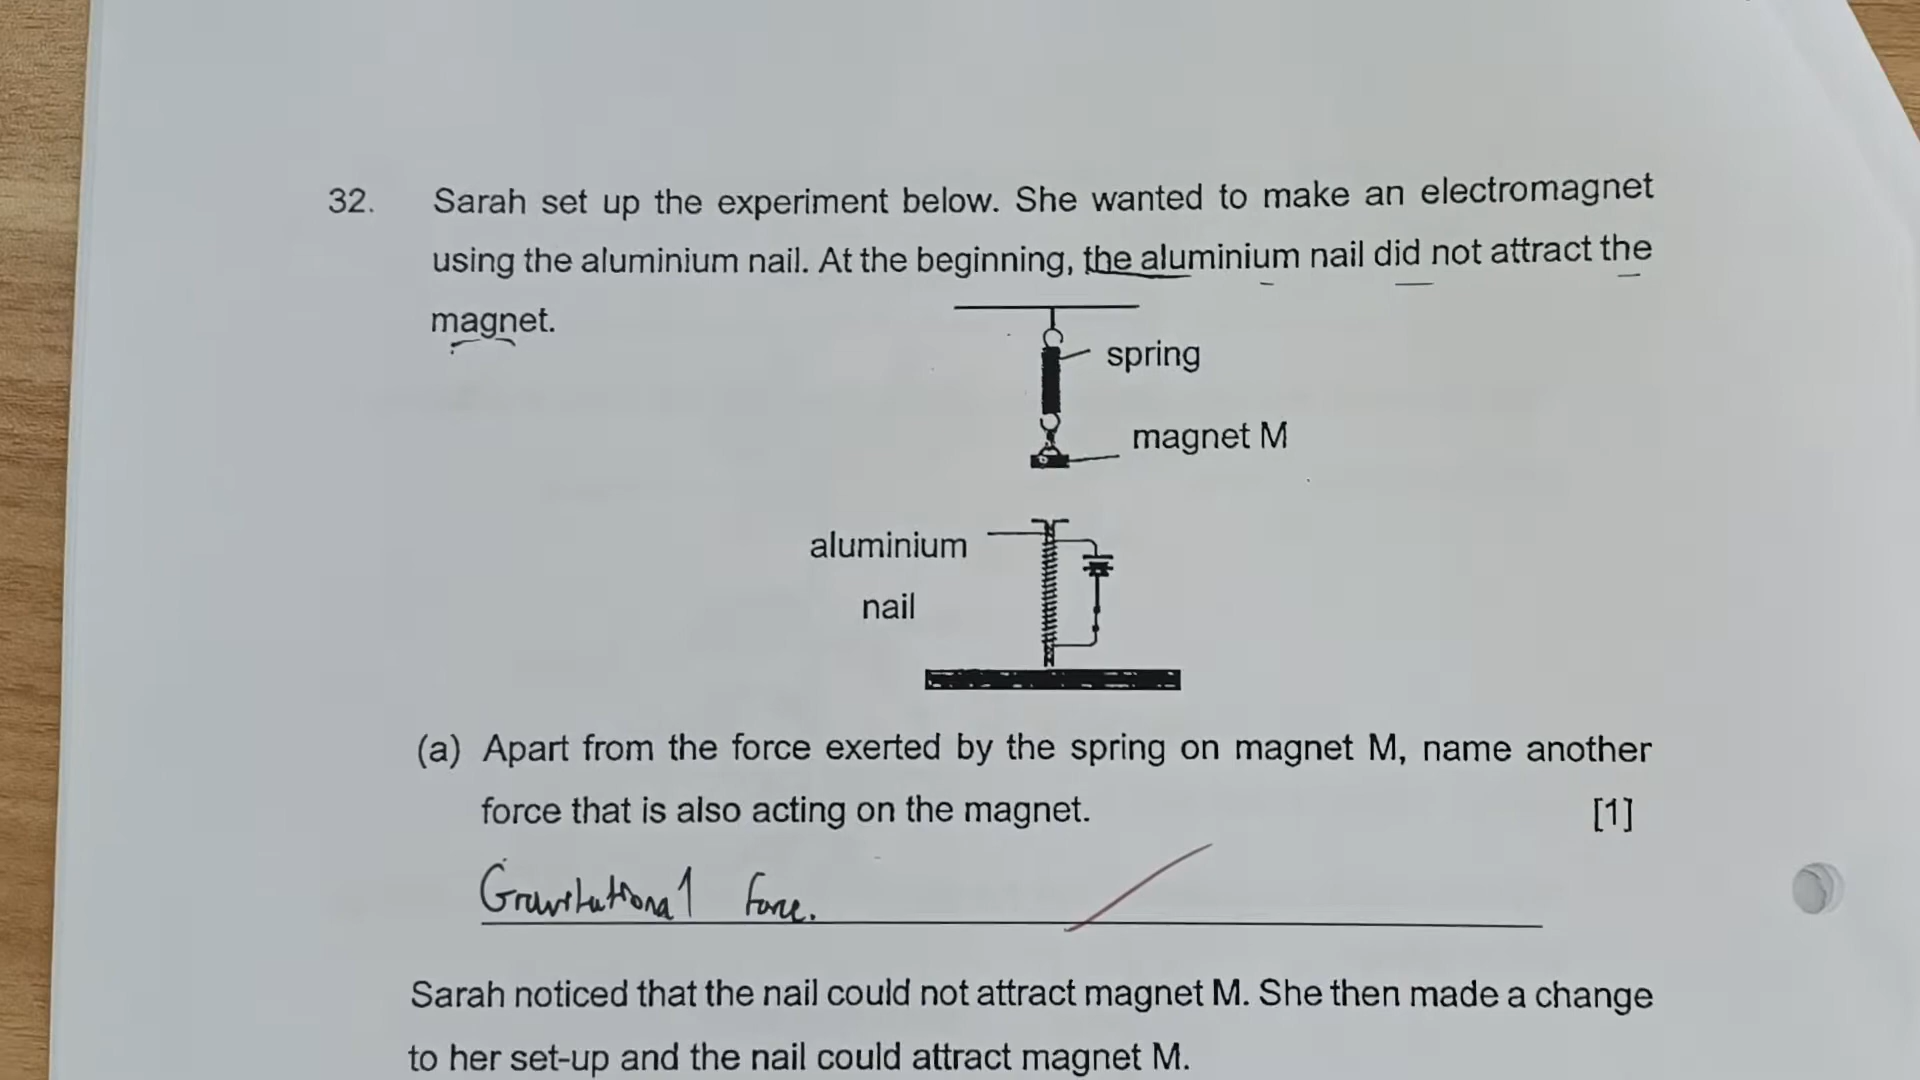 32. Sarah set up the experiment below. She wanted to make an electromagnet
using the aluminium nail. At the beginning, the aluminium nail did not attract the
magnet.
spring
magnet M
aluminium
nail
(a) Apart from the force exerted by the spring on magnet M, name another
force that is also acting on the magnet. [1]
Gravitational force.
Sarah noticed that the nail could not attract magnet M. She then made a change
to her set-up and the nail could attract magnet M.